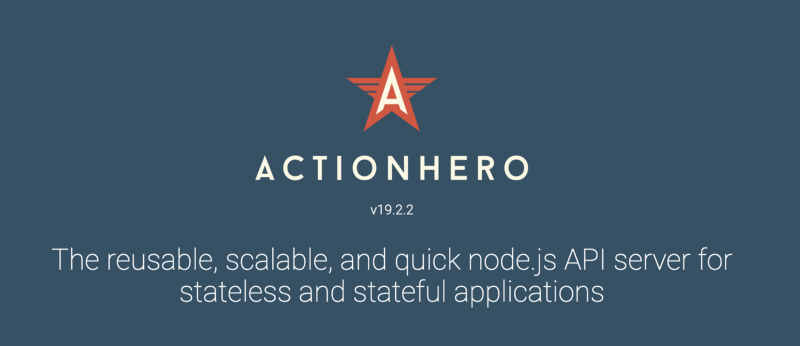 A
ACTIONHERO
v19.2.2
The reusable, scalable, and quick node.js API server for
stateless and stateful applications